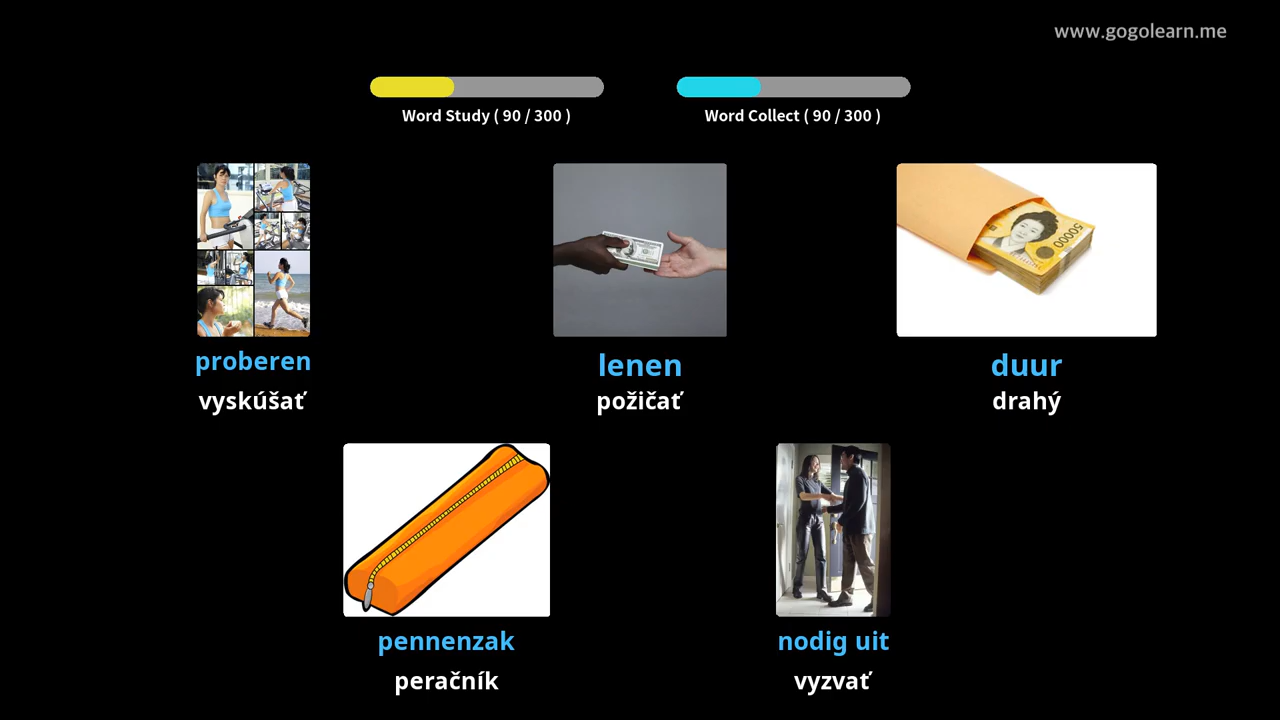 www.gogolearn.me
Word Study ( 90 / 300 )
Word Collect ( 90 / 300 )
proberen
vyskúšať
lenen
požičať
50000
duur
drahý
pennenzak
peračník
nodig uit
vyzvať